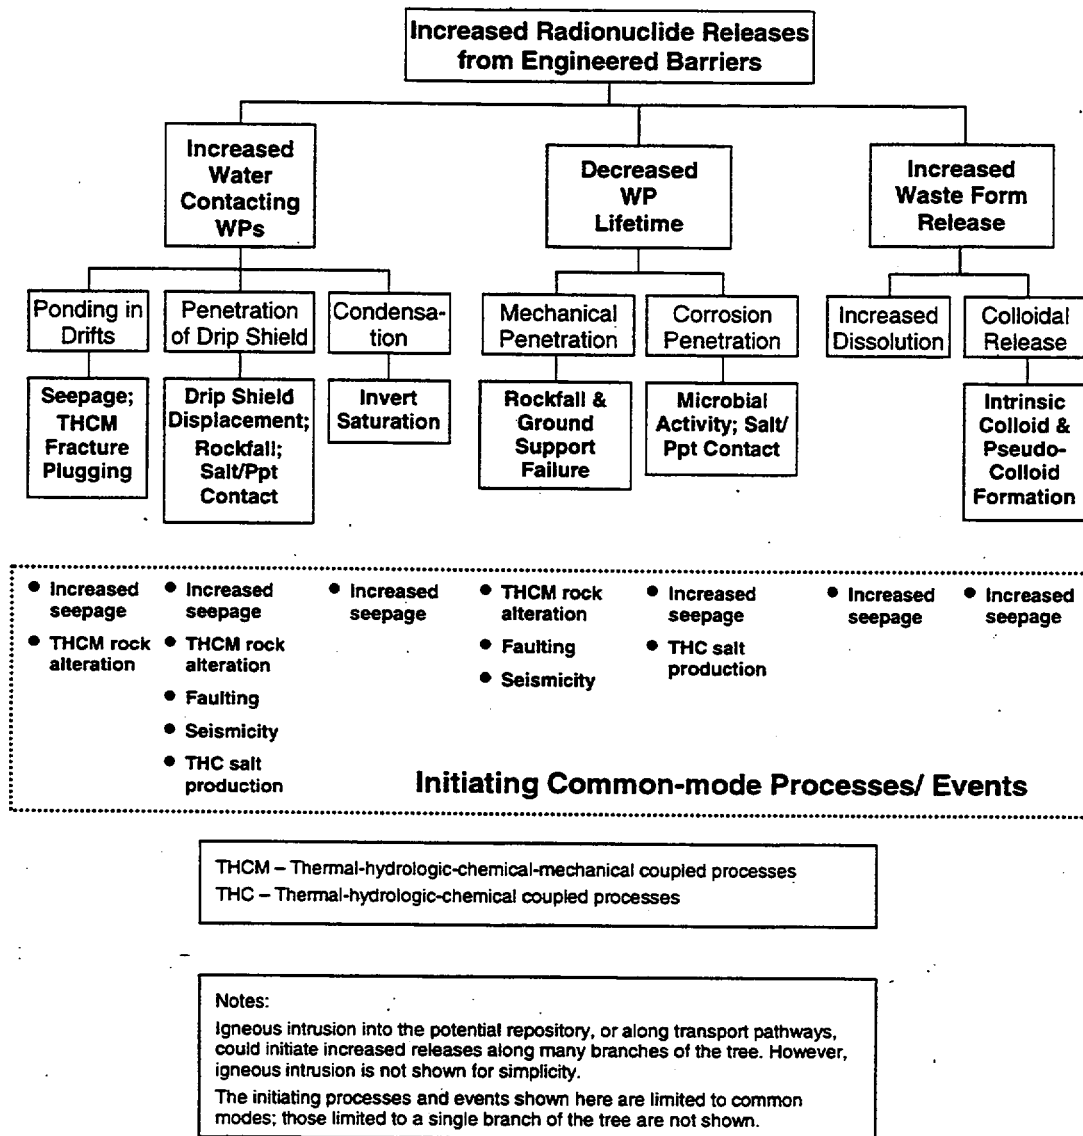 Increased Radionuclide Releases
from Engineered Barriers
Increased
Water
Contacting
WPs
Decreased
WP
Lifetime
Increased
Waste Form
Release
Ponding in
Drifts
Penetration
of Drip Shield
Condensa-
tion
Mechanical
Penetration
Corrosion
Penetration
Increased
Dissolution
Colloidal
Release
Seepage;
THCM
Fracture
Plugging
Drip Shield
Displacement;
Rockfall;
Salt/Ppt
Contact
Invert
Saturation
Rockfall &
Ground
Support
Failure
Microbial
Activity; Salt/
Ppt Contact
Intrinsic
Colloid &
Pseudo-
Colloid
Formation
● Increased
seepage
● THCM rock
alteration
● Increased
seepage
● THCM rock
alteration
● Faulting
● Seismicity
● THC salt
production
● Increased
seepage
● THCM rock
alteration
● Faulting
● Seismicity
● Increased
seepage
● THC salt
production
● Increased
seepage
● Increased
seepage
Initiating Common-mode Processes/ Events
THCM – Thermal-hydrologic-chemical-mechanical coupled processes
THC – Thermal-hydrologic-chemical coupled processes
Notes:
Igneous intrusion into the potential repository, or along transport pathways,
could initiate increased releases along many branches of the tree. However,
igneous intrusion is not shown for simplicity.
The initiating processes and events shown here are limited to common
modes; those limited to a single branch of the tree are not shown.